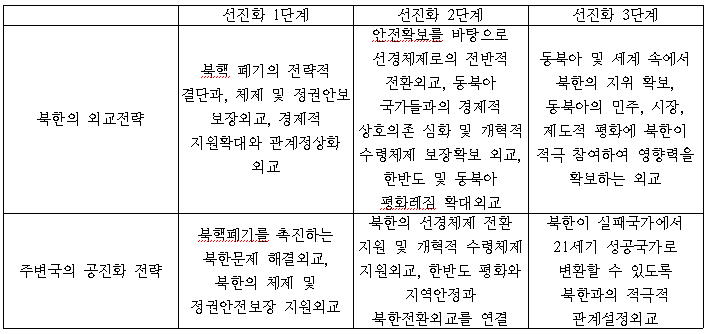 선진화 1단계
선진화 2단계
선진화 3단계
북한의 외교전략
북핵 폐기의 전략적
결단과, 체제 및 정권안보
보장외교, 경제적
지원확대와 관계정상화
외교
안전확보를 바탕으로
선경체제로의 전반적
전환외교, 동북아
국가들과의 경제적
상호의존 심화 및 개혁적
수령체제 보장확보 외교,
한반도 및 동북아
평화레짐 확대외교
동북아 및 세계 속에서
북한의 지위 확보,
동북아의 민주, 시장,
제도적 평화에 북한이
적극 참여하여 영향력을
확보하는 외교
주변국의 공진화 전략
북핵폐기를 촉진하는
북한문제 해결외교,
북한의 체제 및
정권안전보장 지원외교
북한의 선경체제 전환
지원 및 개혁적 수령체제
지원외교, 한반도 평화와
지역안정과
북한전환외교를 연결
북한이 실패국가에서
21세기 성공국가로
변환할 수 있도록
북한과의 적극적
관계설정외교